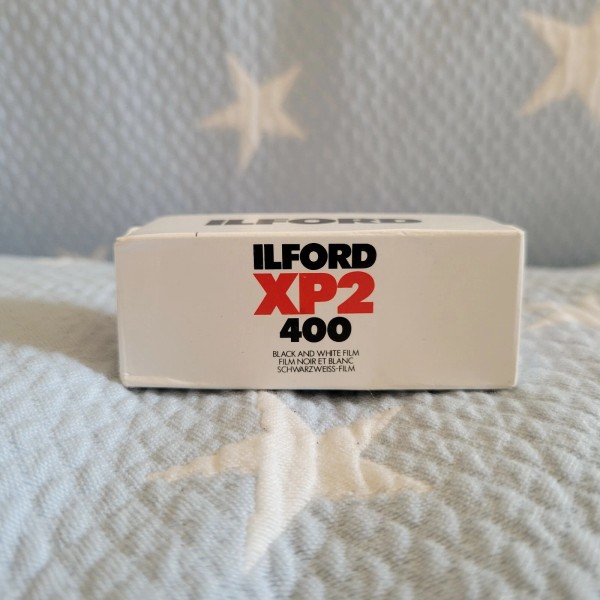 ILFORD
ILFORD
XP2
400
BLACK AND WHITE FILM
FILM NOIR ET BLANC
SCHWARZWEISS-FILM